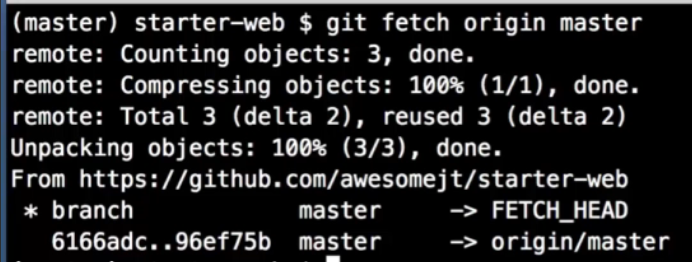 (master) starter-web $ git fetch origin master
remote: Counting objects: 3, done.
remote: Compressing objects: 100% (1/1), done.
remote: Total 3 (delta 2), reused 3 (delta 2)
Unpacking objects: 100% (3/3), done.
From https://github.com/awesomejt/starter-web
 * branch            master     -> FETCH_HEAD
   6166adc..96ef75b  master     -> origin/master